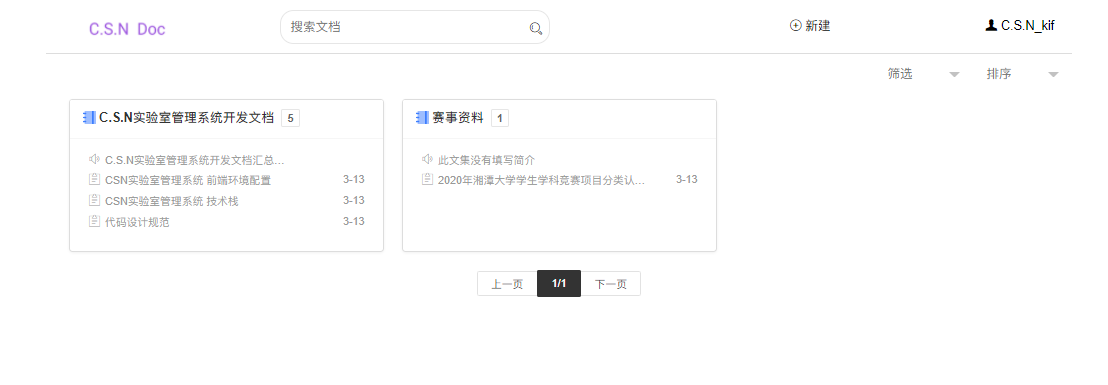 C.S.N Doc
搜索文档
新建
C.S.N_kif
筛选
排序
C.S.N实验室管理系统开发文档 5
C.S.N实验室管理系统开发文档汇总...
CSN实验室管理系统 前端环境配置 3-13
CSN实验室管理系统 技术栈 3-13
代码设计规范 3-13
赛事资料 1
此文集没有填写简介
2020年湘潭大学学生学科竞赛项目分类认... 3-13
上一页 1/1 下一页